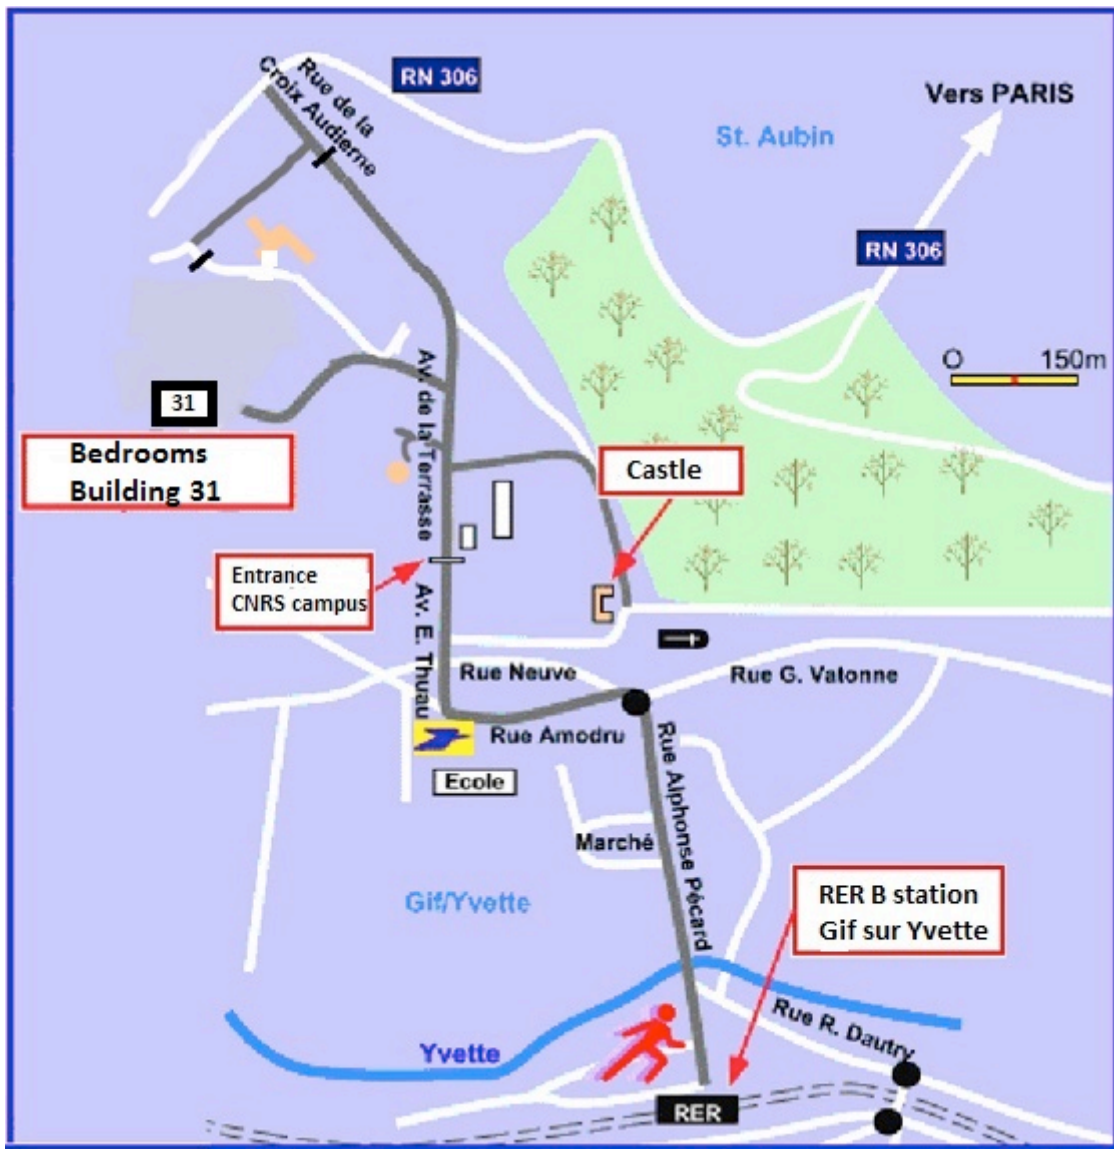 RN 306
Rue de la
Croix Audierne
Vers PARIS
St. Aubin
RN 306
O 150m
31
Bedrooms
Building 31
Av. de la Terrasse
Castle
Entrance
CNRS campus
Av. E. Thuau
Rue Neuve
Rue G. Vatonne
Rue Amodru
Ecole
Rue Alphonse Pécard
Marché
Gif/Yvette
RER B station
Gif sur Yvette
Rue R. Dautry
Yvette
RER